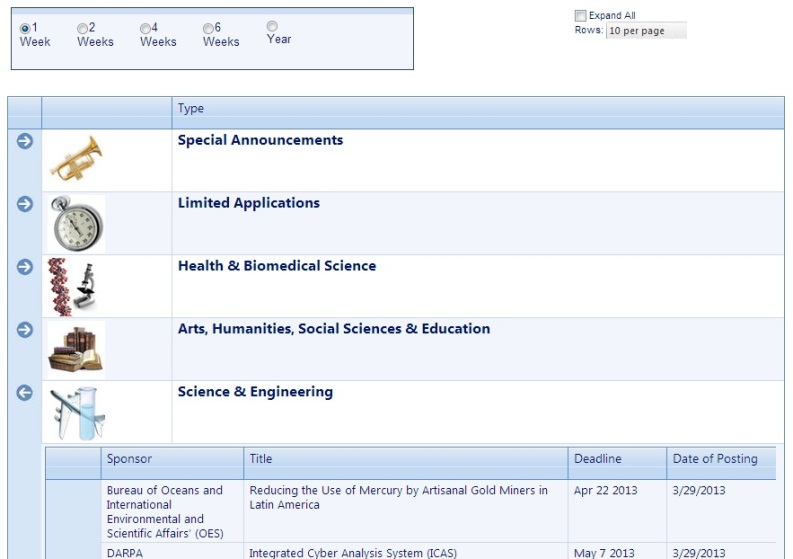 1 Week
2 Weeks
4 Weeks
6 Weeks
Year
Expand All
Rows: 10 per page
Type
Special Announcements
Limited Applications
Health & Biomedical Science
Arts, Humanities, Social Sciences & Education
Science & Engineering
Sponsor Title Deadline Date of Posting
Bureau of Oceans and Reducing the Use of Mercury by Artisanal Gold Miners in Apr 22 2013 3/29/2013
International Latin America
Environmental and
Scientific Affairs' (OES)
DARPA Integrated Cyber Analysis System (ICAS) May 7 2013 3/29/2013